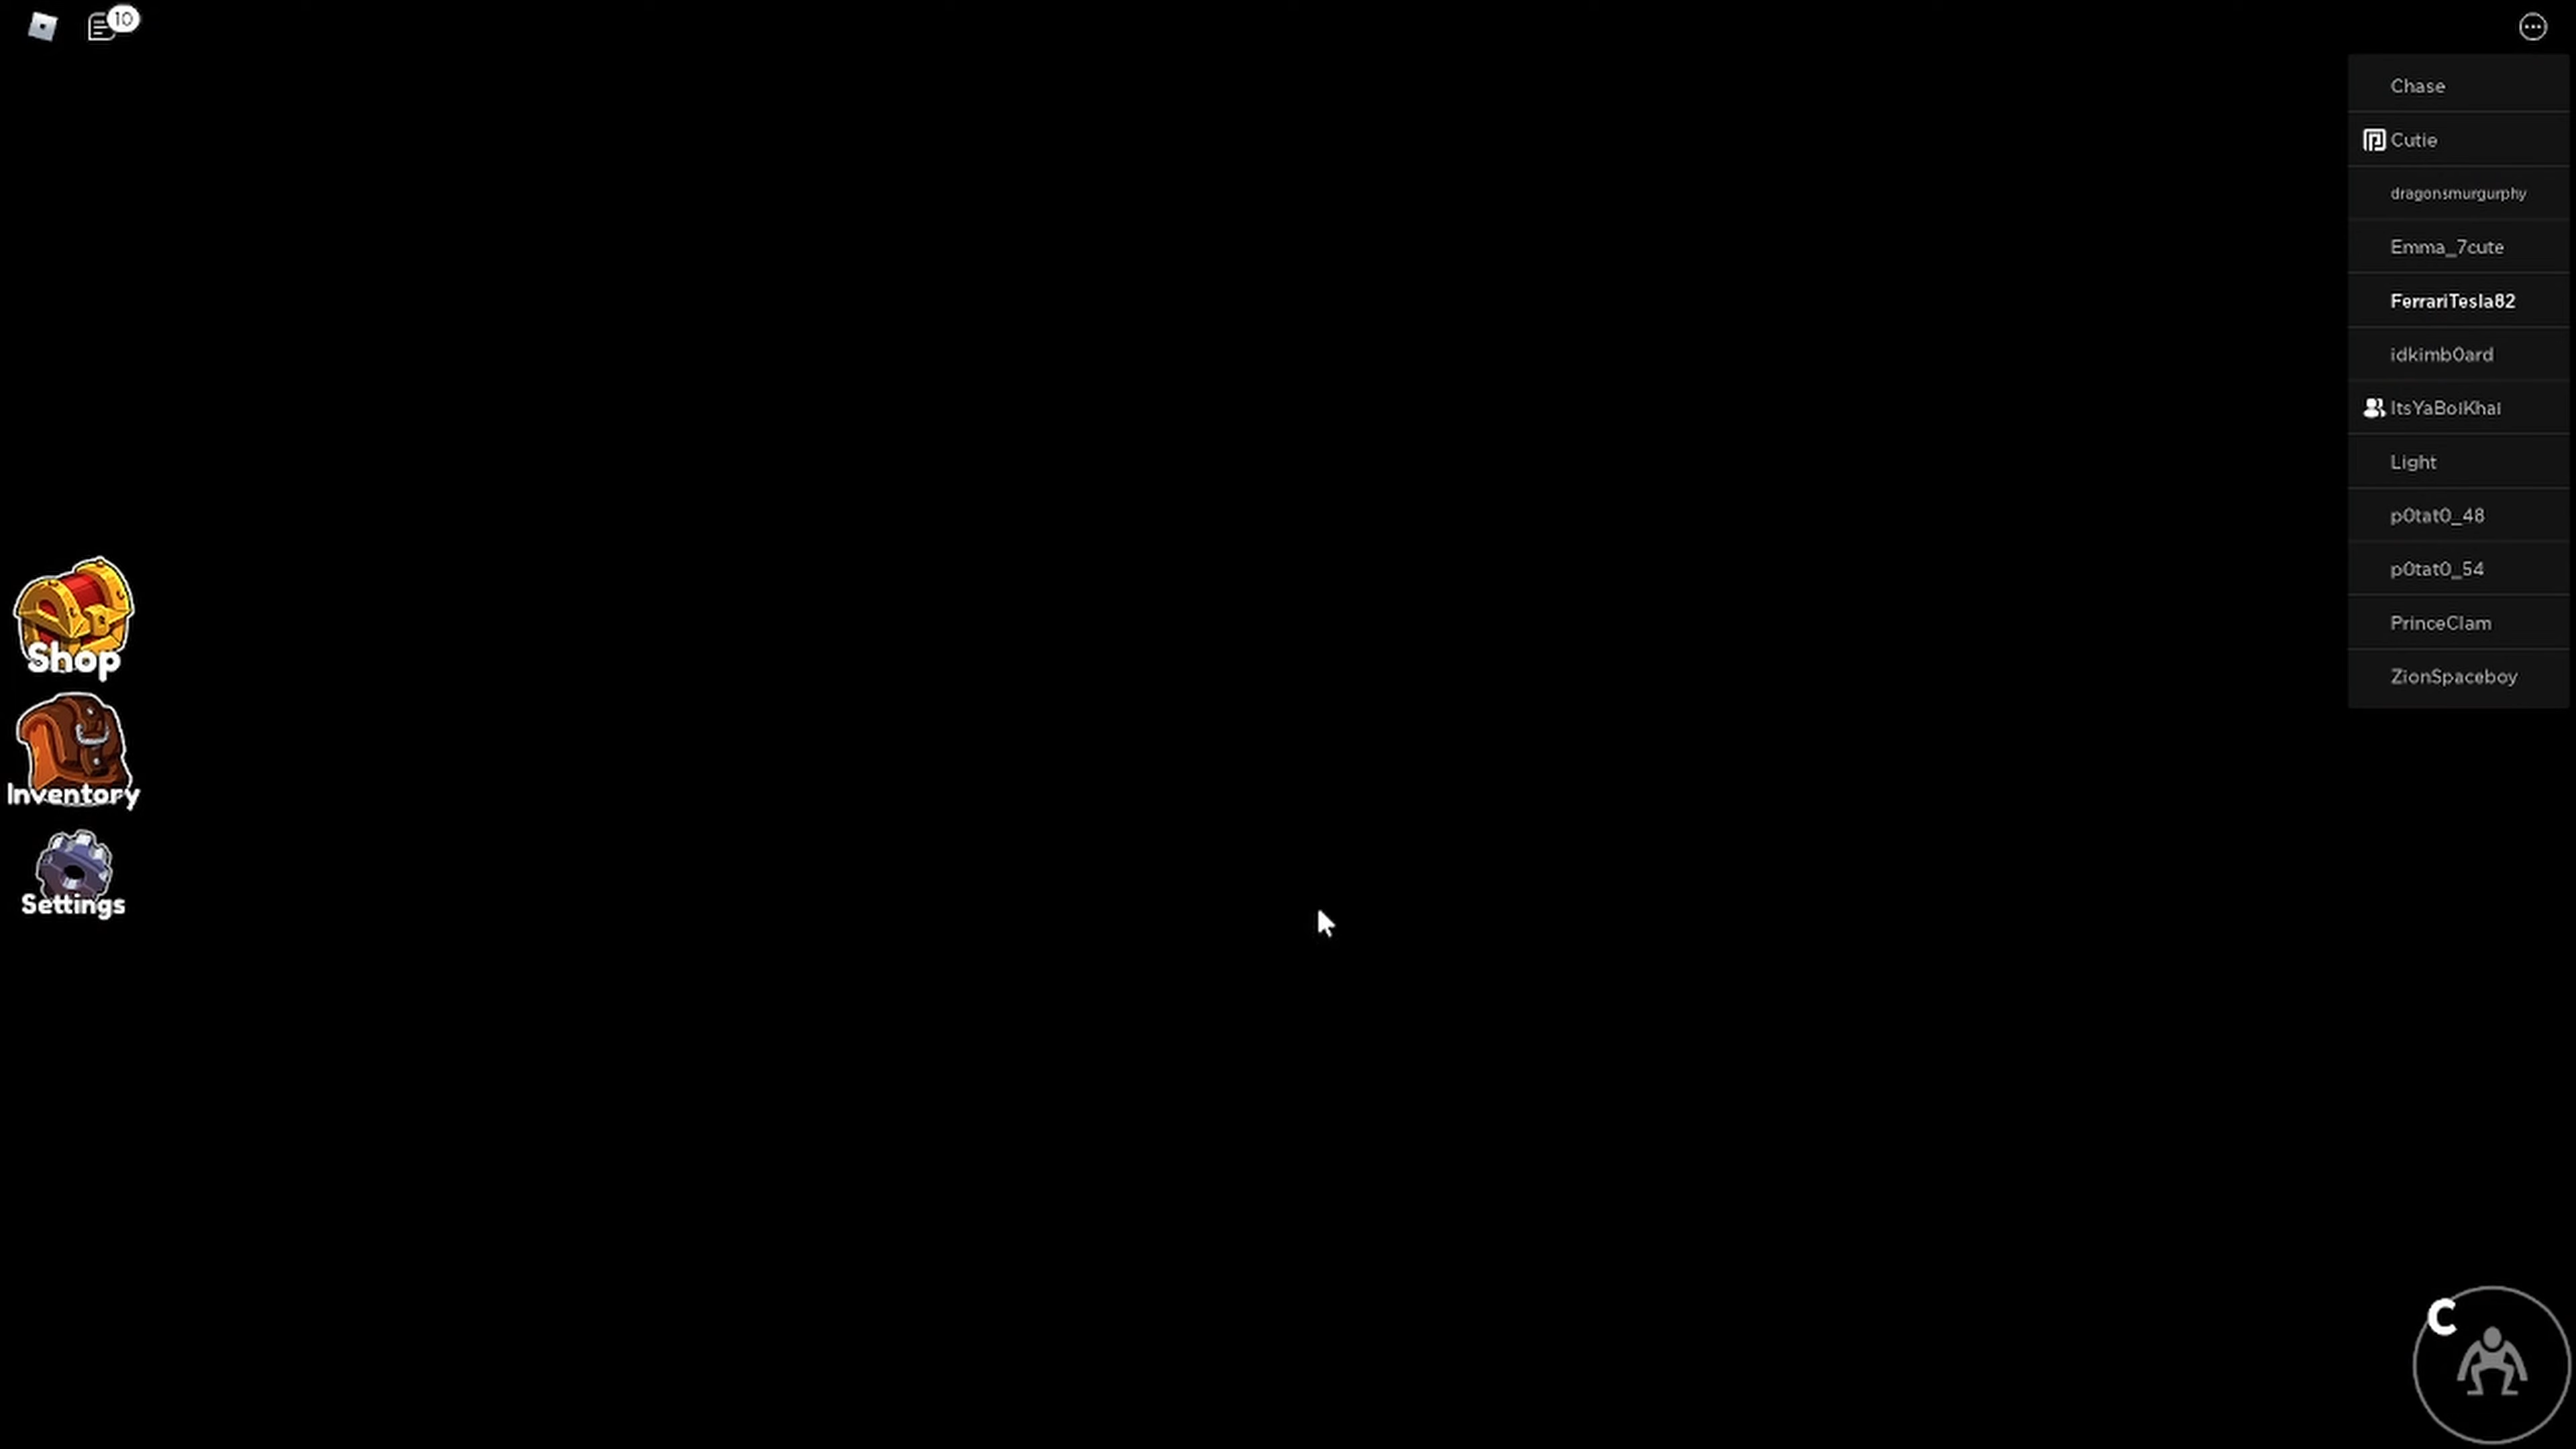 10
Chase
Cutie
dragonsmurgurphy
Emma_7cute
FerrariTesla82
idkimb0ard
ItsYaBoiKhai
Light
p0tat0_48
p0tat0_54
PrinceClam
ZionSpaceboy
Shop
Inventory
Settings
C